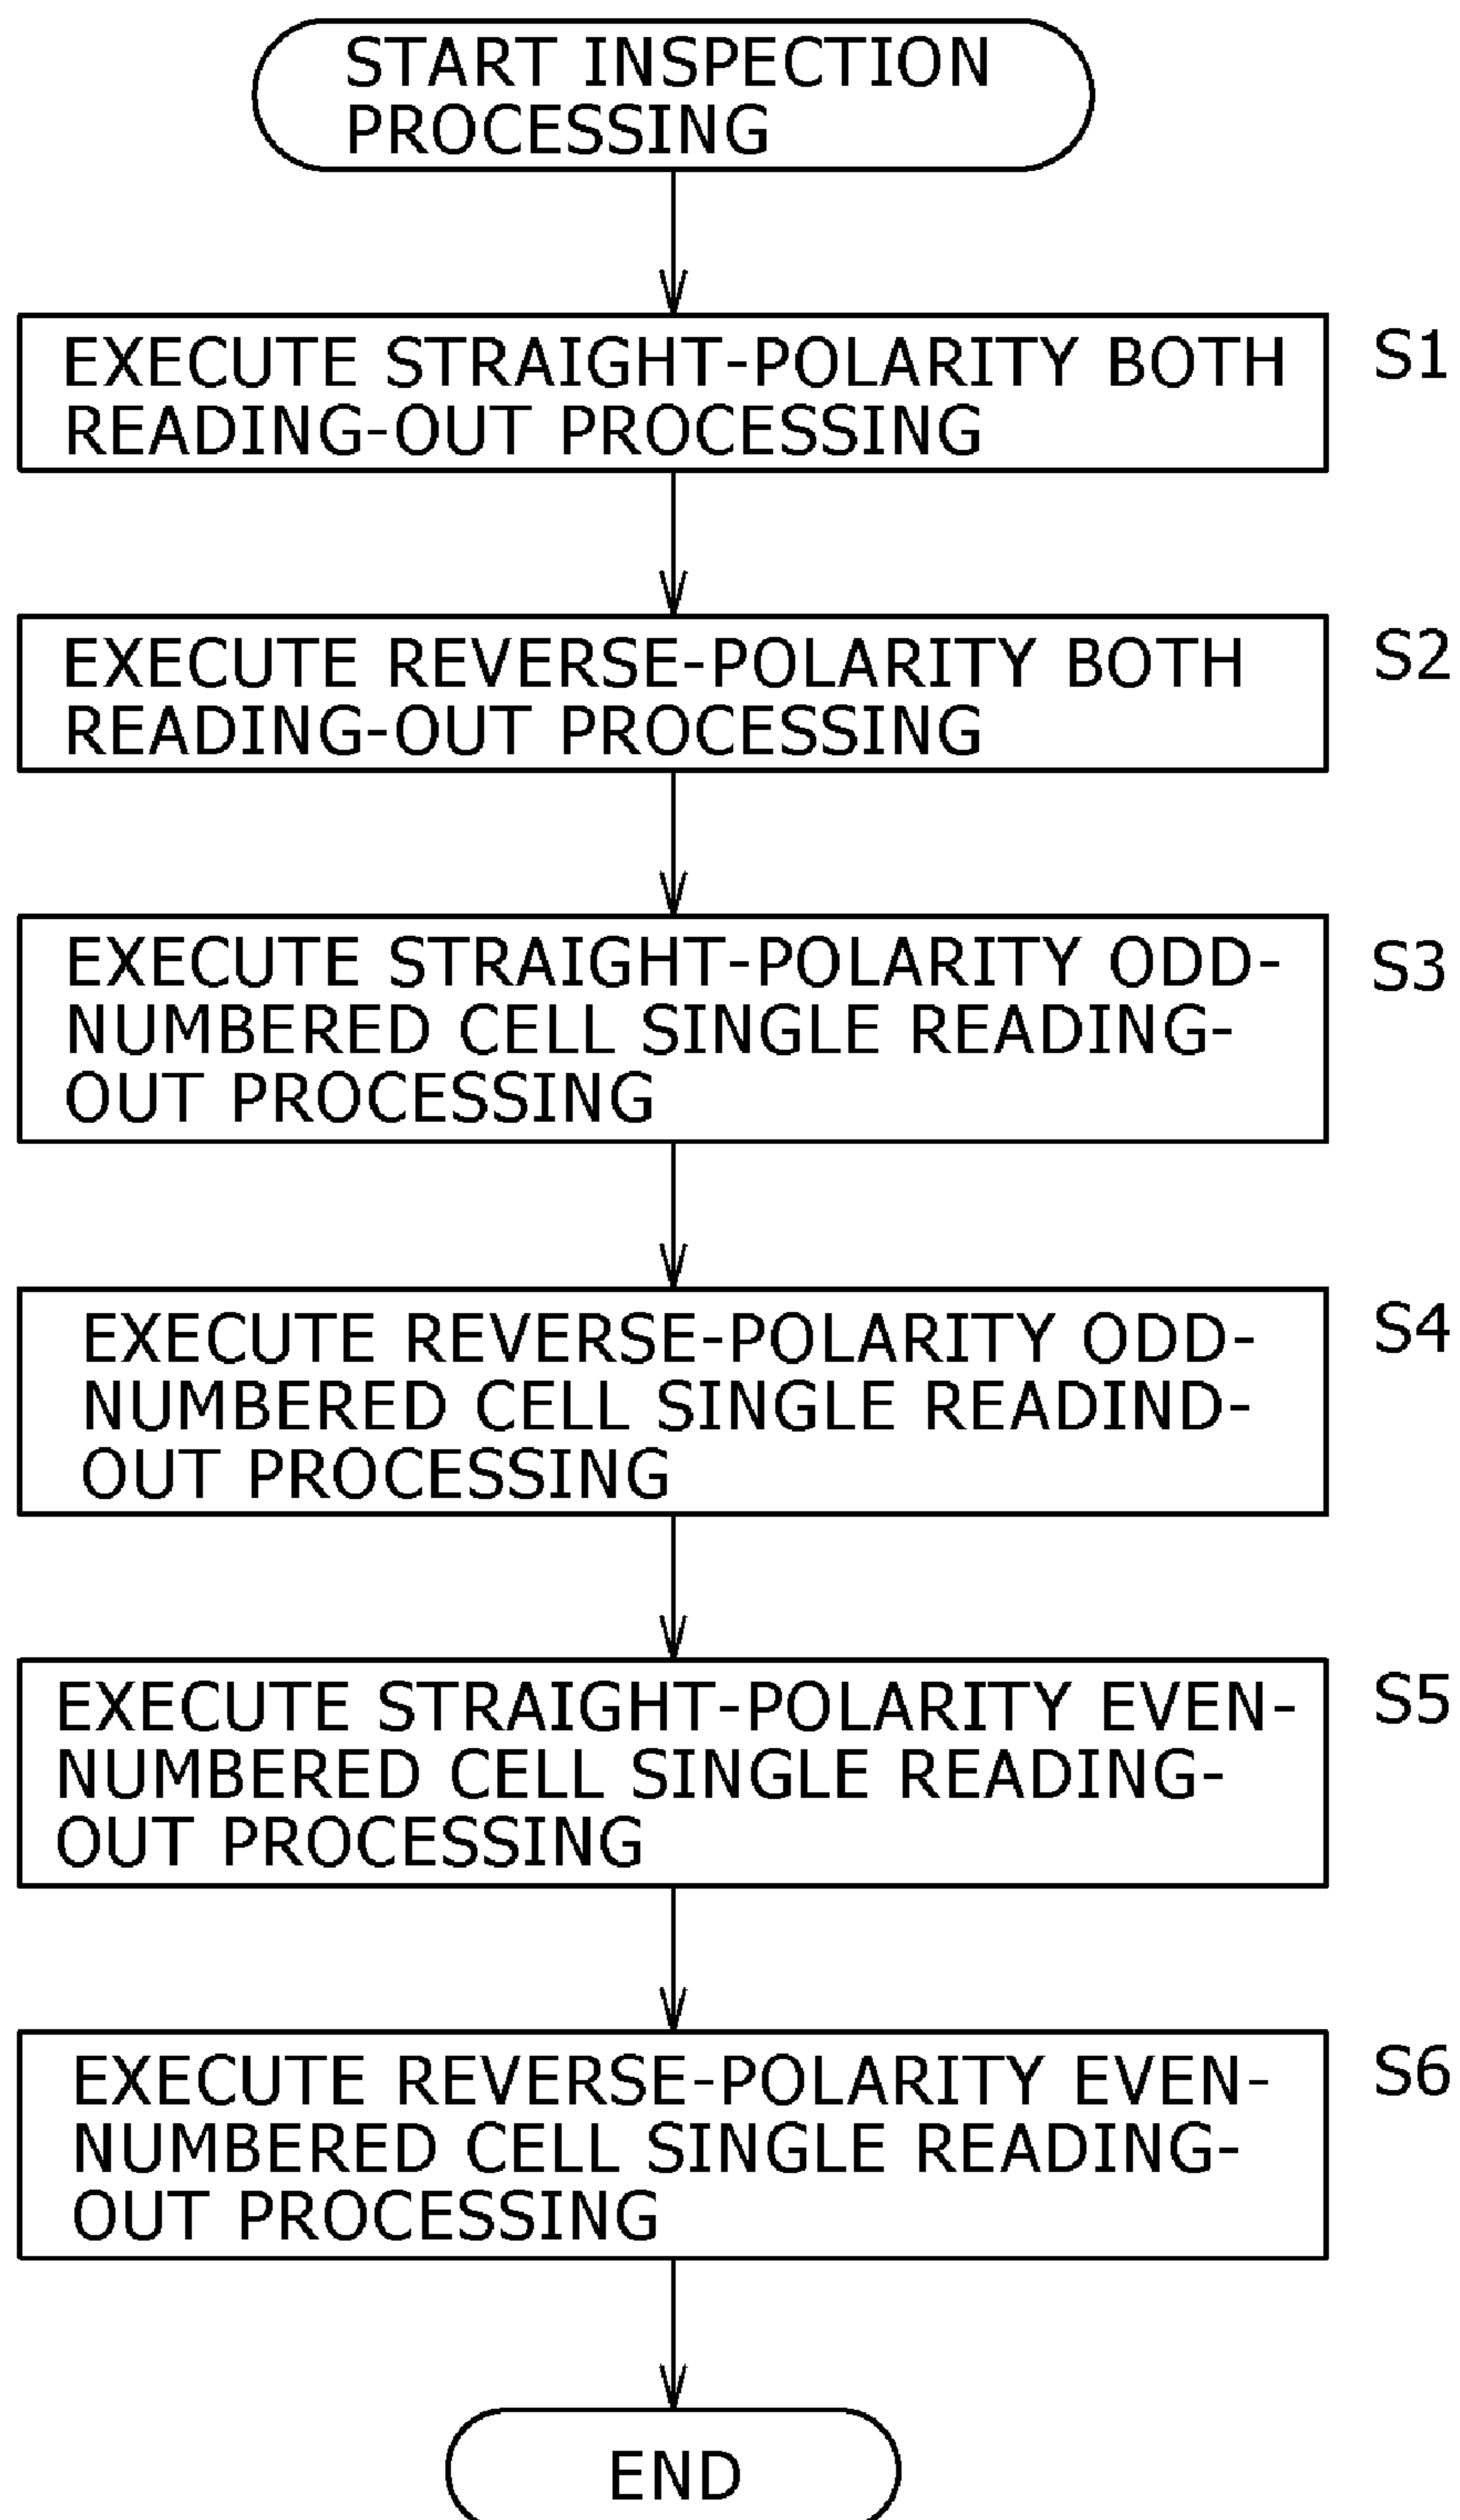 START INSPECTION
PROCESSING
EXECUTE STRAIGHT-POLARITY BOTH
READING-OUT PROCESSING
S1
EXECUTE REVERSE-POLARITY BOTH
READING-OUT PROCESSING
S2
EXECUTE STRAIGHT-POLARITY ODD-
NUMBERED CELL SINGLE READING-
OUT PROCESSING
S3
EXECUTE REVERSE-POLARITY ODD-
NUMBERED CELL SINGLE READIND-
OUT PROCESSING
S4
EXECUTE STRAIGHT-POLARITY EVEN-
NUMBERED CELL SINGLE READING-
OUT PROCESSING
S5
EXECUTE REVERSE-POLARITY EVEN-
NUMBERED CELL SINGLE READING-
OUT PROCESSING
S6
END